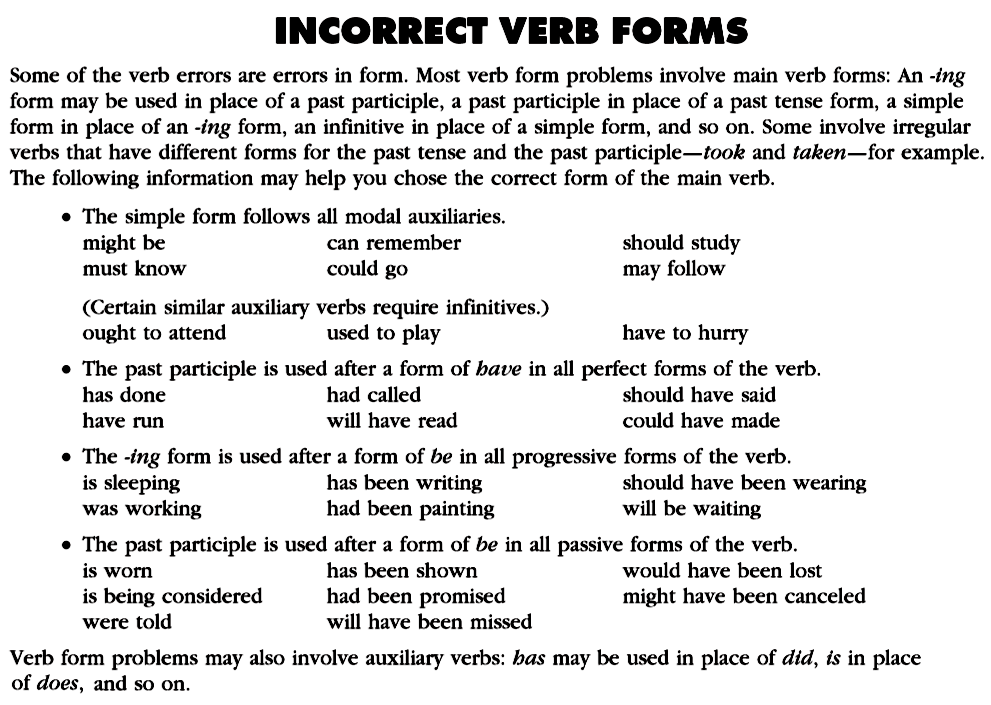 INCORRECT VERB FORMS
Some of the verb errors are errors in form. Most verb form problems involve main verb forms: An -ing
form may be used in place of a past participle, a past participle in place of a past tense form, a simple
form in place of an -ing form, an infinitive in place of a simple form, and so on. Some involve irregular
verbs that have different forms for the past tense and the past participle—took and taken—for example.
The following information may help you chose the correct form of the main verb.
• The simple form follows all modal auxiliaries.
might be can remember should study
must know could go may follow
(Certain similar auxiliary verbs require infinitives.)
ought to attend used to play have to hurry
• The past participle is used after a form of have in all perfect forms of the verb.
has done had called should have said
have run will have read could have made
• The -ing form is used after a form of be in all progressive forms of the verb.
is sleeping has been writing should have been wearing
was working had been painting will be waiting
• The past participle is used after a form of be in all passive forms of the verb.
is worn has been shown would have been lost
is being considered had been promised might have been canceled
were told will have been missed
Verb form problems may also involve auxiliary verbs: has may be used in place of did, is in place
of does, and so on.